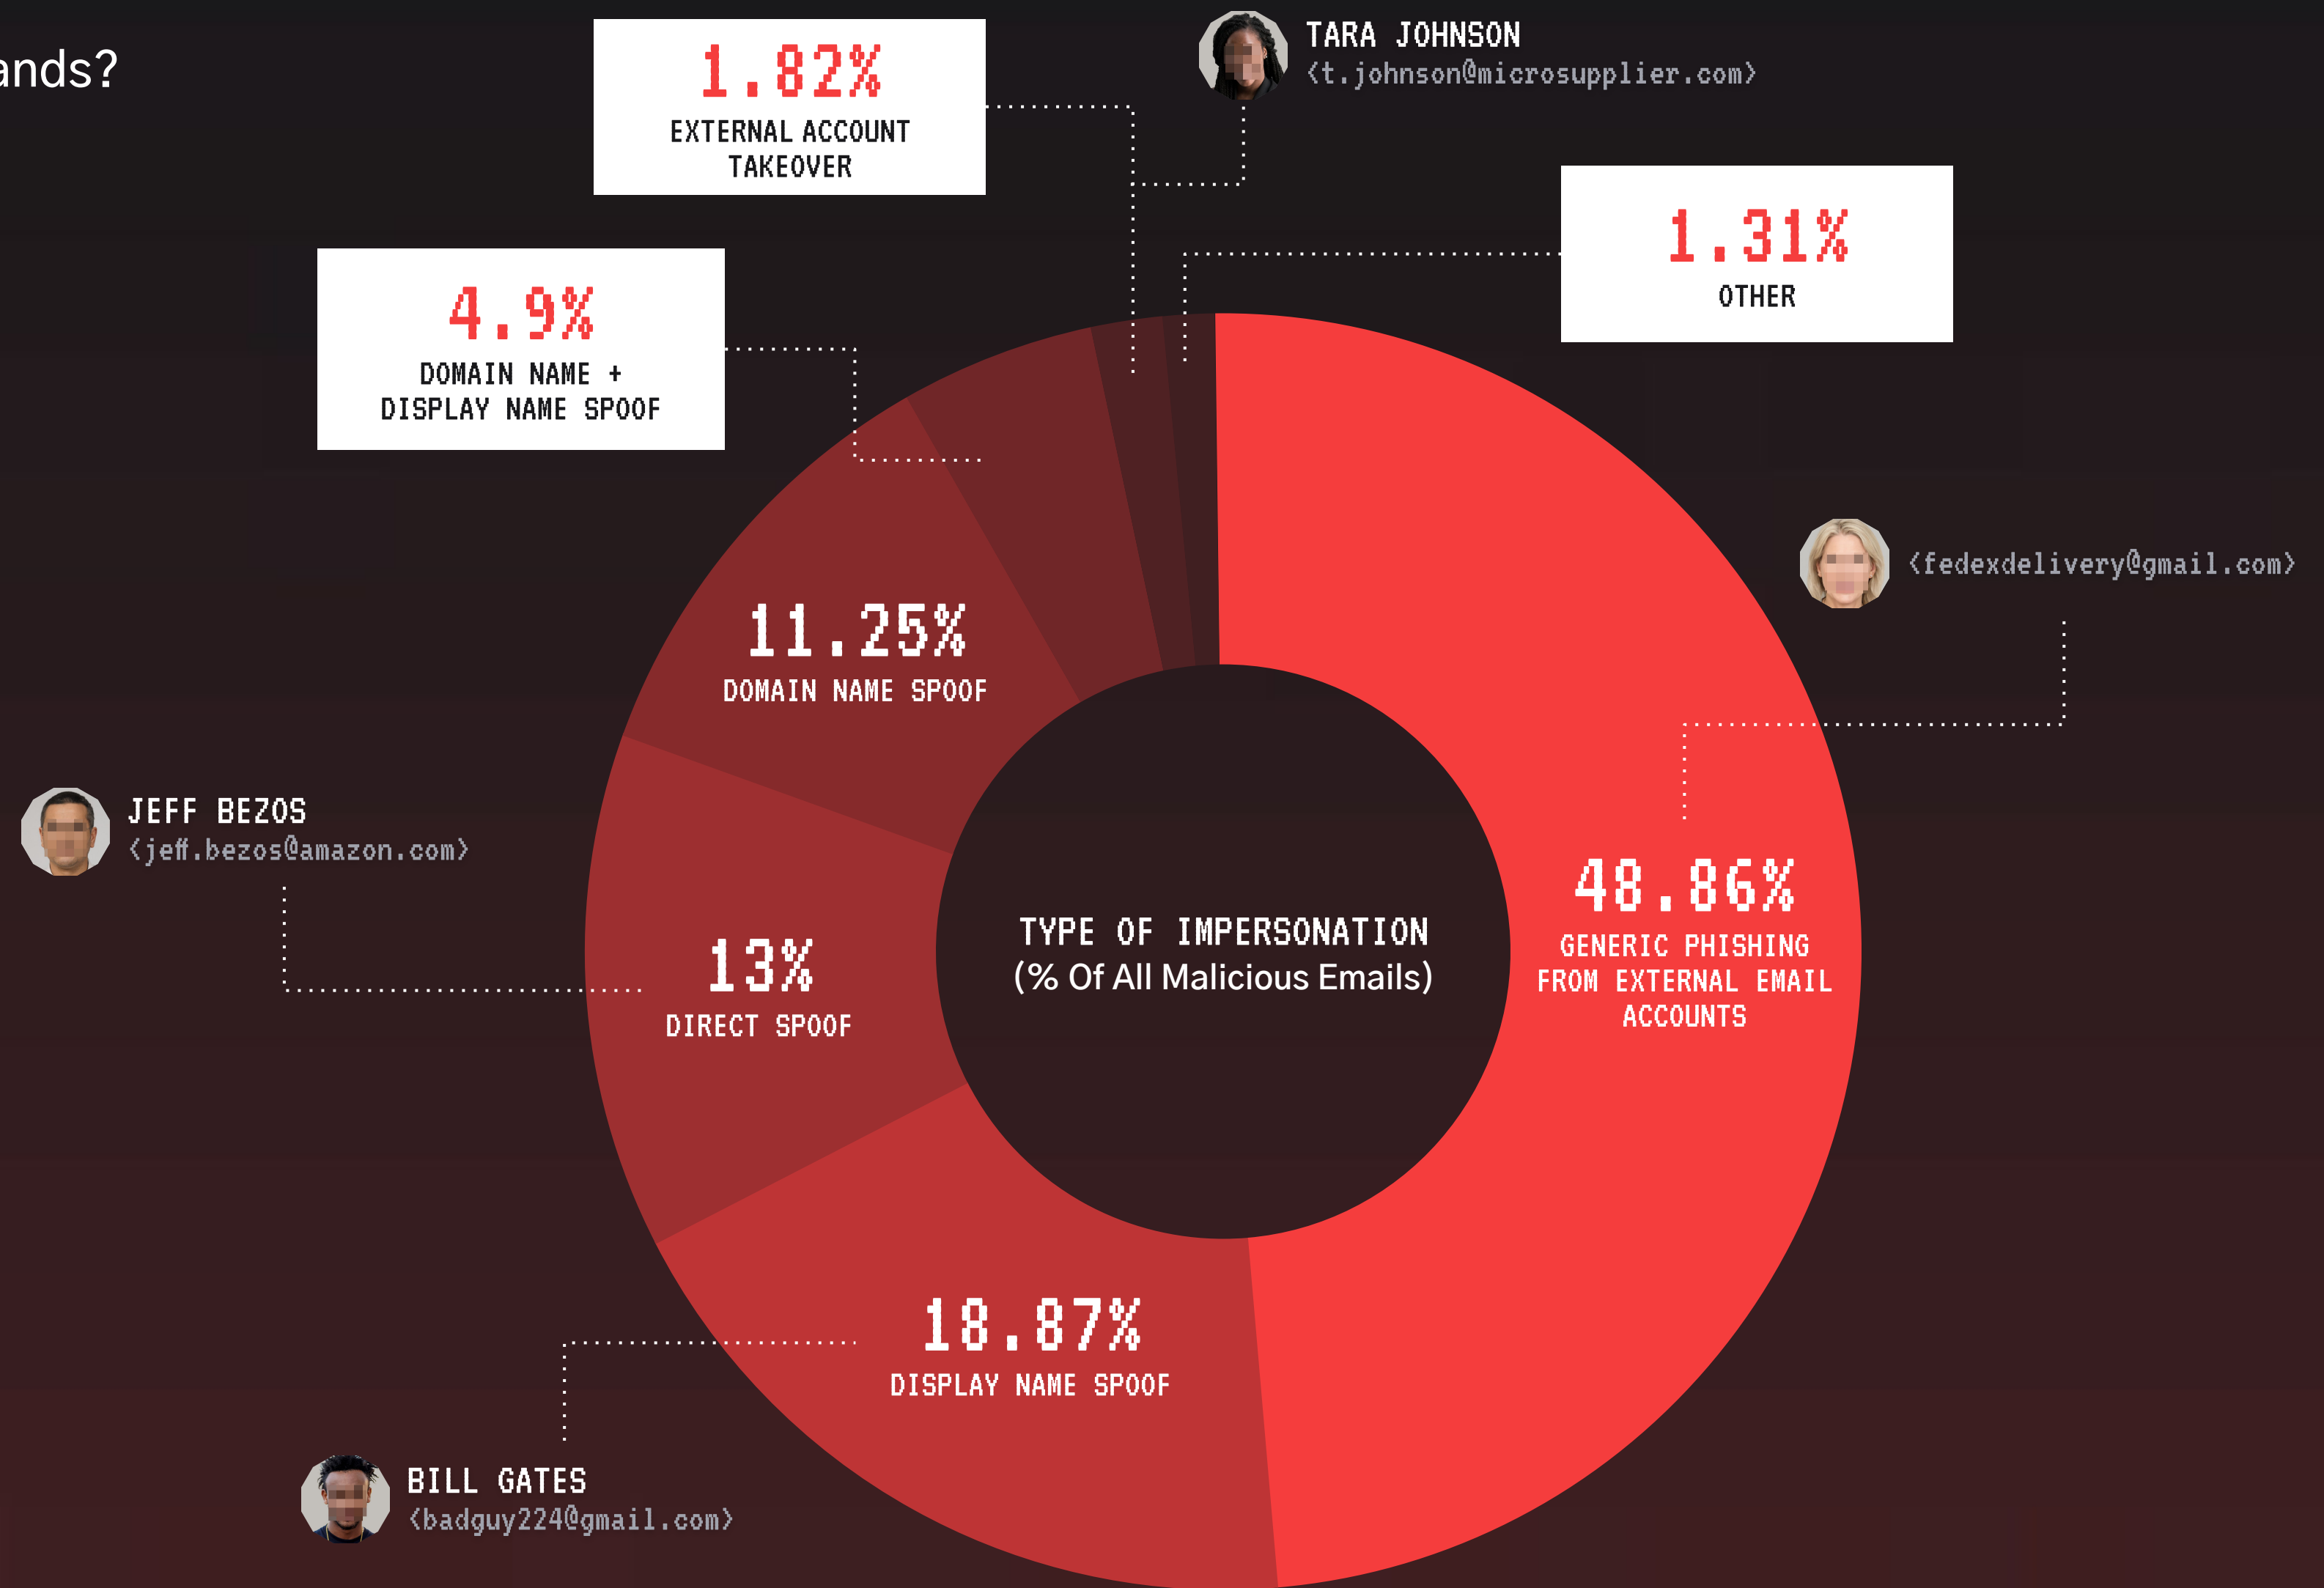 ands?
1.82%
EXTERNAL ACCOUNT
TAKEOVER
TARA JOHNSON
<t.johnson@microsupplier.com>
1.31%
OTHER
4.9%
DOMAIN NAME +
DISPLAY NAME SPOOF
<fedexdelivery@gmail.com>
11.25%
DOMAIN NAME SPOOF
JEFF BEZOS
<jeff.bezos@amazon.com>
48.86%
GENERIC PHISHING
FROM EXTERNAL EMAIL
ACCOUNTS
TYPE OF IMPERSONATION
(% Of All Malicious Emails)
13%
DIRECT SPOOF
18.87%
DISPLAY NAME SPOOF
BILL GATES
<badguy224@gmail.com>